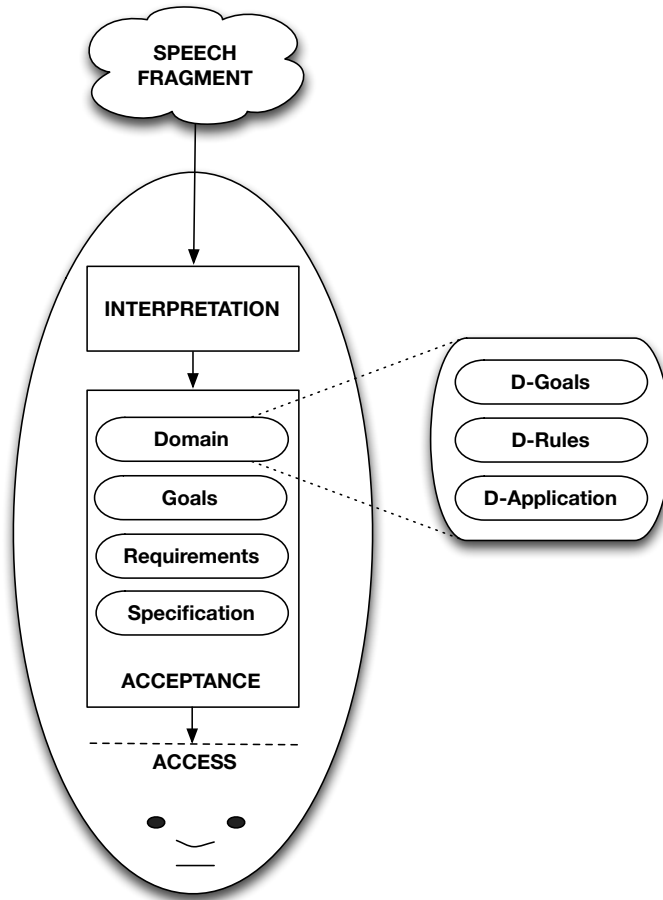 SPEECH
FRAGMENT
INTERPRETATION
Domain
Goals
Requirements
Specification
ACCEPTANCE
ACCESS
D-Goals
D-Rules
D-Application